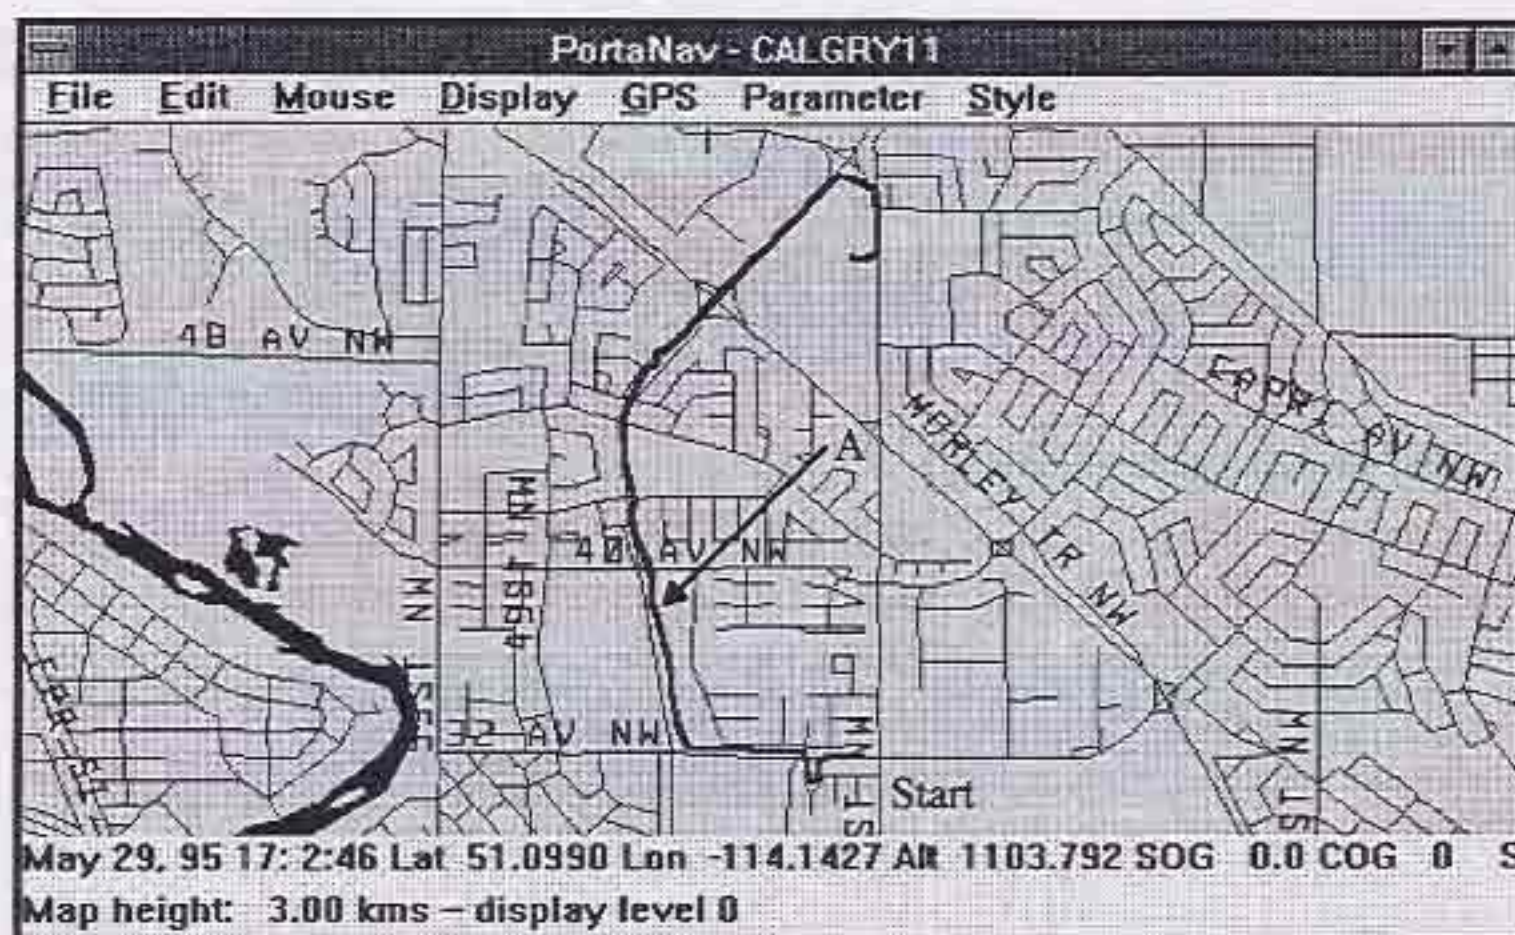 PortaNav - CALGRY11
File Edit Mouse Display GPS Parameter Style
48 AV NW
CAPRI AV NW
MORLEY TR NW
A
40 AV NW
32 AV NW
Start
May 29, 95 17: 2:46 Lat 51.0990 Lon -114.1427 Alt 1103.792 SOG 0.0 COG 0 S
Map height: 3.00 kms – display level 0